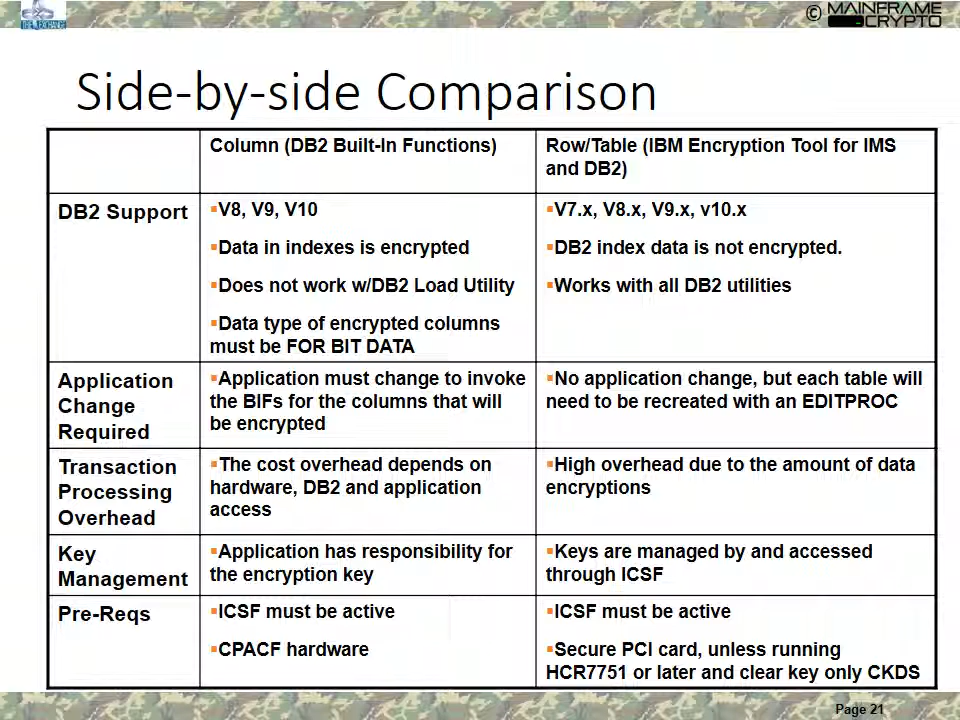 © MAINFRAME
CRYPTO
Side-by-side Comparison
Column (DB2 Built-In Functions)
Row/Table (IBM Encryption Tool for IMS
and DB2)
DB2 Support
▪V8, V9, V10
▪Data in indexes is encrypted
▪Does not work w/DB2 Load Utility
▪Data type of encrypted columns
must be FOR BIT DATA
▪V7.x, V8.x, V9.x, v10.x
▪DB2 index data is not encrypted.
▪Works with all DB2 utilities
Application
Change
Required
▪Application must change to invoke
the BIFs for the columns that will
be encrypted
▪No application change, but each table will
need to be recreated with an EDITPROC
Transaction
Processing
Overhead
▪The cost overhead depends on
hardware, DB2 and application
access
▪High overhead due to the amount of data
encryptions
Key
Management
▪Application has responsibility for
the encryption key
▪Keys are managed by and accessed
through ICSF
Pre-Reqs
▪ICSF must be active
▪CPACF hardware
▪ICSF must be active
▪Secure PCI card, unless running
HCR7751 or later and clear key only CKDS
Page 21